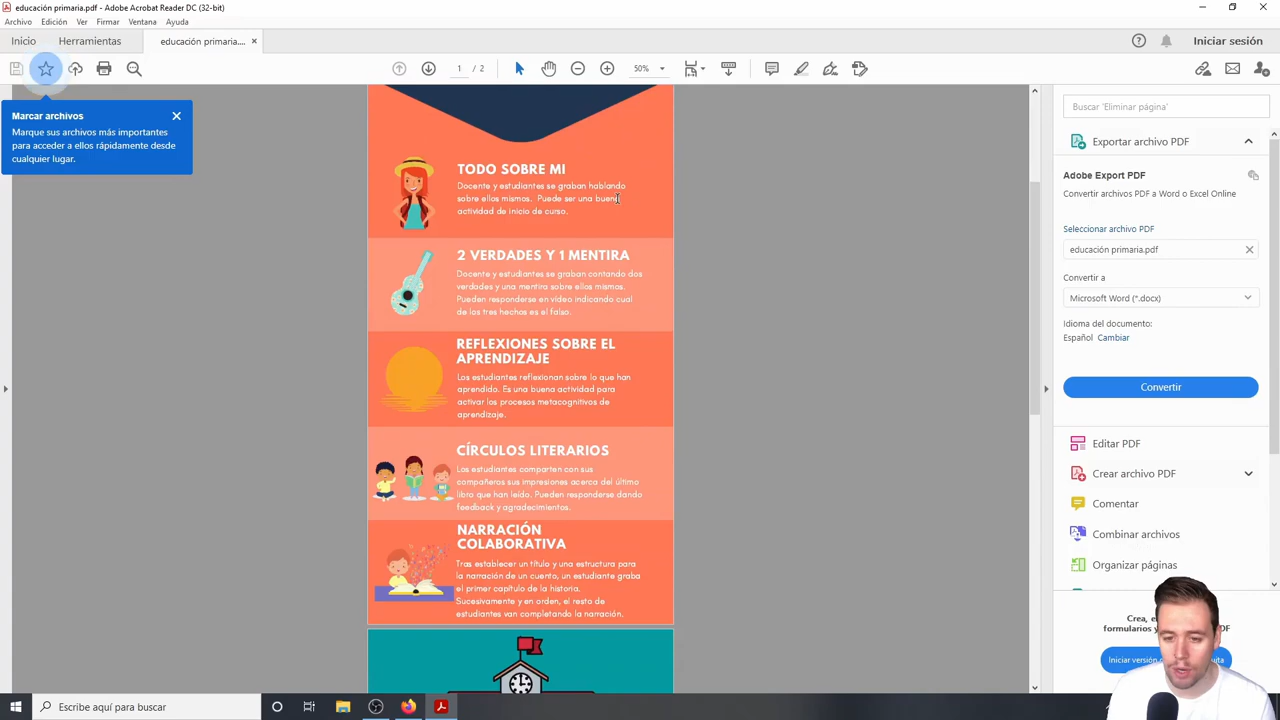 educación primaria.pdf - Adobe Acrobat Reader DC (32-bit)
Archivo Edición Ver Firmar Ventana Ayuda
Inicio Herramientas educación primaria.... × Iniciar sesión
1 / 2 50%
Marcar archivos
Marque sus archivos más importantes
para acceder a ellos rápidamente desde
cualquier lugar.
TODO SOBRE MI
Docente y estudiantes se graban hablando
sobre ellos mismos. Puede ser una buena
actividad de inicio de curso.
2 VERDADES Y 1 MENTIRA
Docente y estudiantes se graban contando dos
verdades y una mentira sobre ellos mismos.
Pueden responderse en vídeo indicando cual
de los tres hechos es el falso.
REFLEXIONES SOBRE EL
APRENDIZAJE
Los estudiantes reflexionan sobre lo que han
aprendido. Es una buena actividad para
activar los procesos metacognitivos de
aprendizaje.
CÍRCULOS LITERARIOS
Los estudiantes comparten con sus
compañeros sus impresiones acerca del último
libro que han leído. Pueden responderse dando
feedback y agradecimientos.
NARRACIÓN
COLABORATIVA
Tras establecer un título y una estructura para
la narración de un cuento, un estudiante graba
el primer capítulo de la historia.
Sucesivamente y en orden, el resto de
estudiantes van completando la narración.
Buscar 'Eliminar página'
Exportar archivo PDF
Adobe Export PDF
Convertir archivos PDF a Word o Excel Online
Seleccionar archivo PDF
educación primaria.pdf
Convertir a
Microsoft Word (*.docx)
Idioma del documento:
Español Cambiar
Convertir
Editar PDF
Crear archivo PDF
Comentar
Combinar archivos
Organizar páginas
Crea,
formularios y
Iniciar
Escribe aquí para buscar